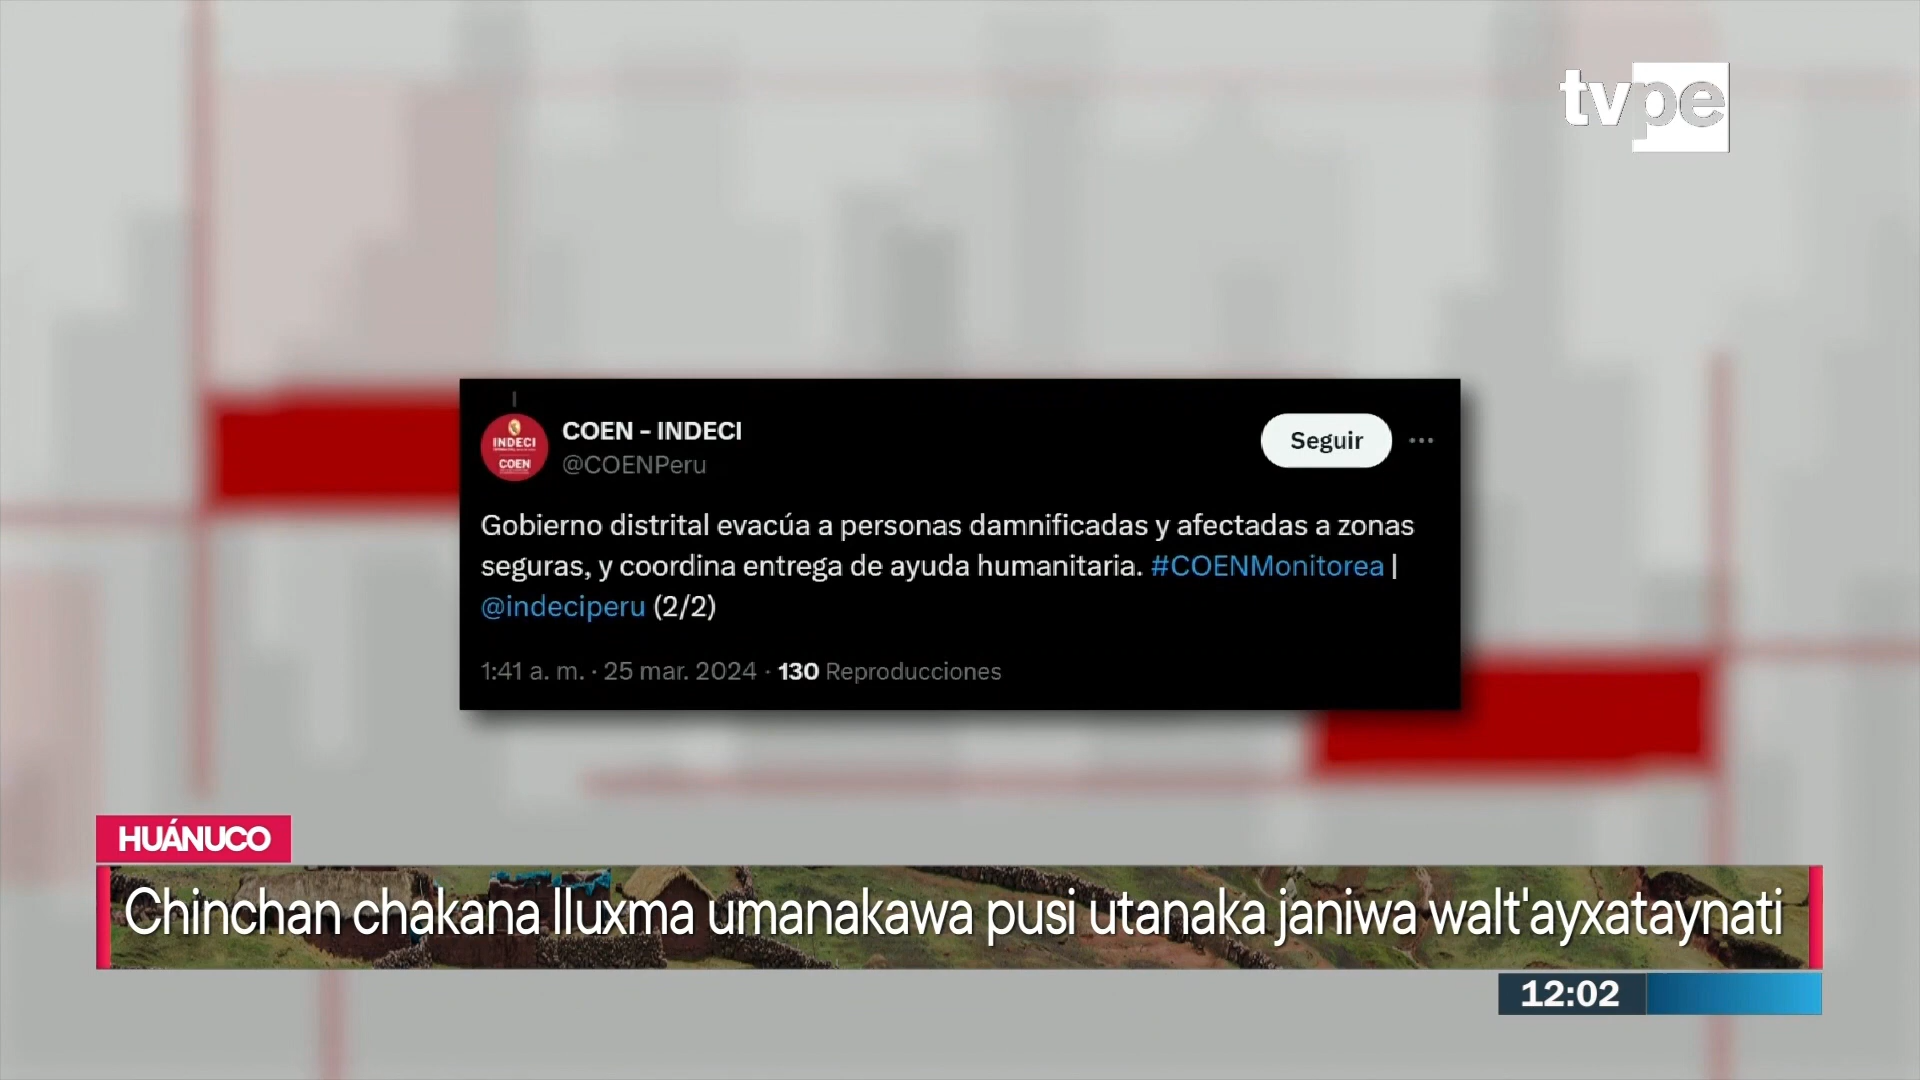 tvpe
COEN - INDECI
INDECI
COEN
@COENPeru
Seguir
Gobierno distrital evacúa a personas damnificadas y afectadas a zonas
seguras, y coordina entrega de ayuda humanitaria. #COENMonitorea |
@indeciperu (2/2)
1:41 a. m. · 25 mar. 2024 · 130 Reproducciones
HUÁNUCO
Chinchan chakana lluxma umanakawa pusi utanaka janiwa walt'ayxataynati
12:02